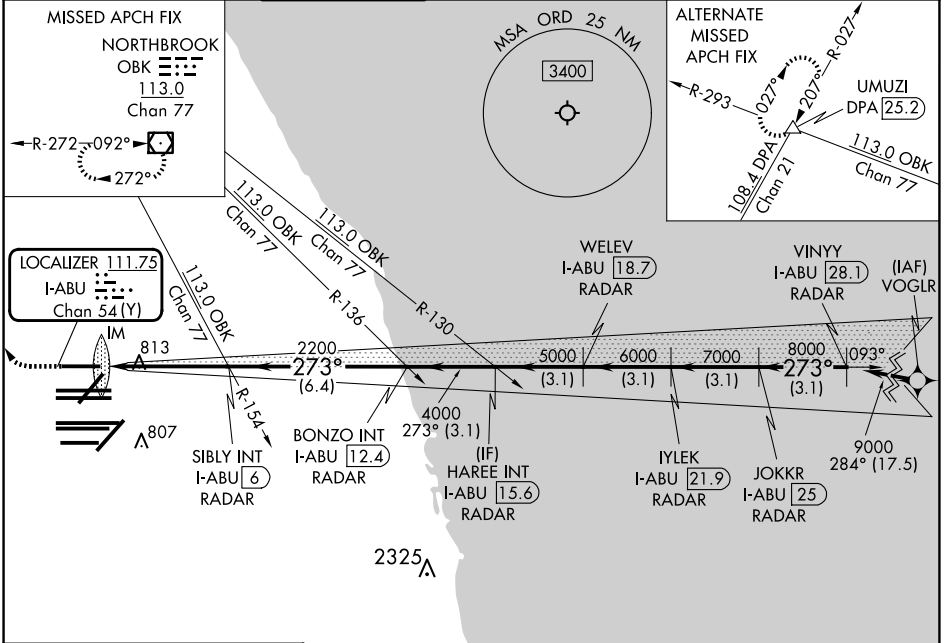 MISSED APCH FIX
NORTHBROOK
OBK
113.0
Chan 77
R-272
092°
272°
MSA ORD 25 NM
3400
ALTERNATE
MISSED
APCH FIX
R-027
R-293
027°
207°
UMUZI
DPA 25.2
108.4 DPA
Chan 21
113.0 OBK
Chan 77
LOCALIZER 111.75
I-ABU
Chan 54 (Y)
IM
113.0 OBK
Chan 77
R-154
113.0 OBK
Chan 77
R-136
113.0 OBK
Chan 77
R-130
WELEV
I-ABU 18.7
RADAR
VINYY
I-ABU 28.1
RADAR
(IAF)
VOGLR
813
2200
273°
(6.4)
4000
273° (3.1)
5000
(3.1)
6000
(3.1)
7000
(3.1)
8000
273°
(3.1)
093°
9000
284° (17.5)
807
SIBLY INT
I-ABU 6
RADAR
BONZO INT
I-ABU 12.4
RADAR
(IF)
HAREE INT
I-ABU 15.6
RADAR
IYLEK
I-ABU 21.9
RADAR
JOKKR
I-ABU 25
RADAR
2325